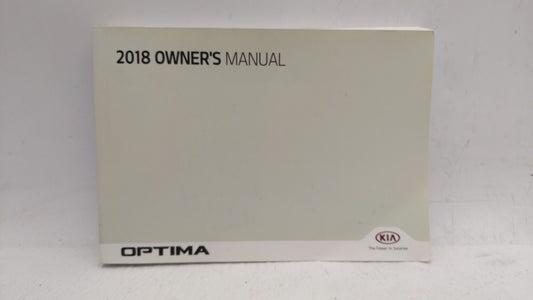 2018 OWNER'S MANUAL
OPTIMA
KIA
The Power to Surprise